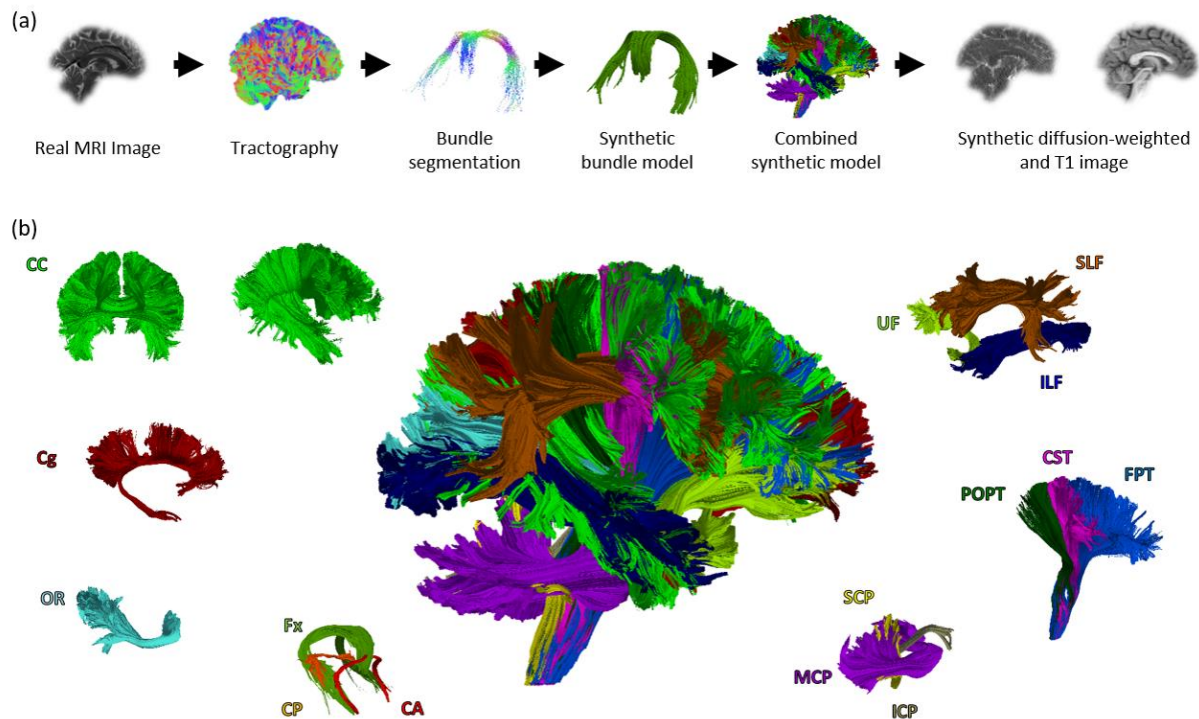 (a)
Real MRI Image
Tractography
Bundle
segmentation
Synthetic
bundle model
Combined
synthetic model
Synthetic diffusion-weighted
and T1 image
(b)
CC
SLF
UF
ILF
Cg
CST
POPT
FPT
OR
Fx
CP
CA
SCP
MCP
ICP